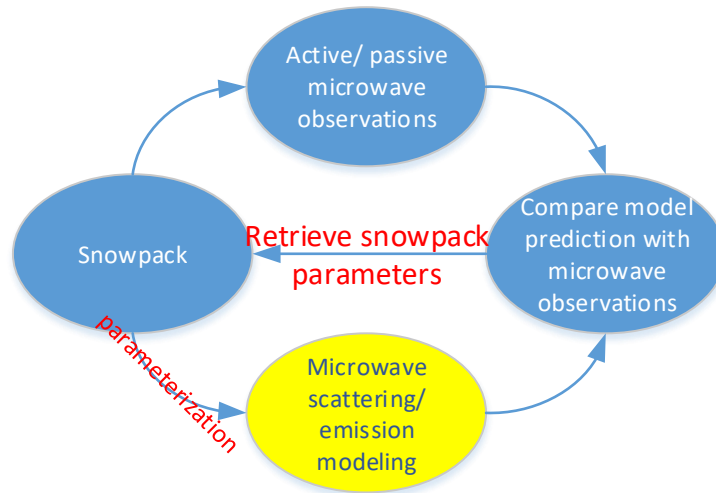 Active/ passive
microwave
observations
Snowpack
Retrieve snowpack
parameters
Compare model
prediction with
microwave
observations
parameterization
Microwave
scattering/
emission
modeling